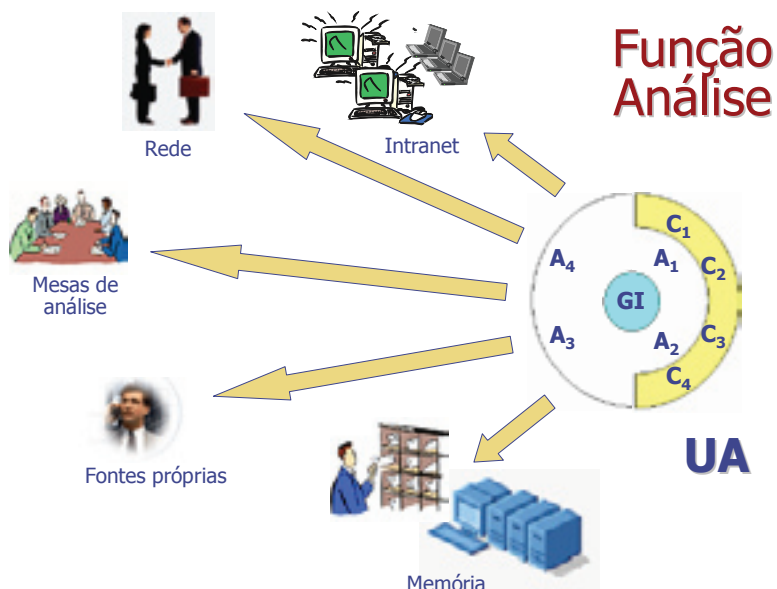 Função
Análise
Rede
Intranet
Mesas de
análise
Fontes próprias
Memória
C1
A4
A1
C2
GI
A3
A2
C3
C4
UA